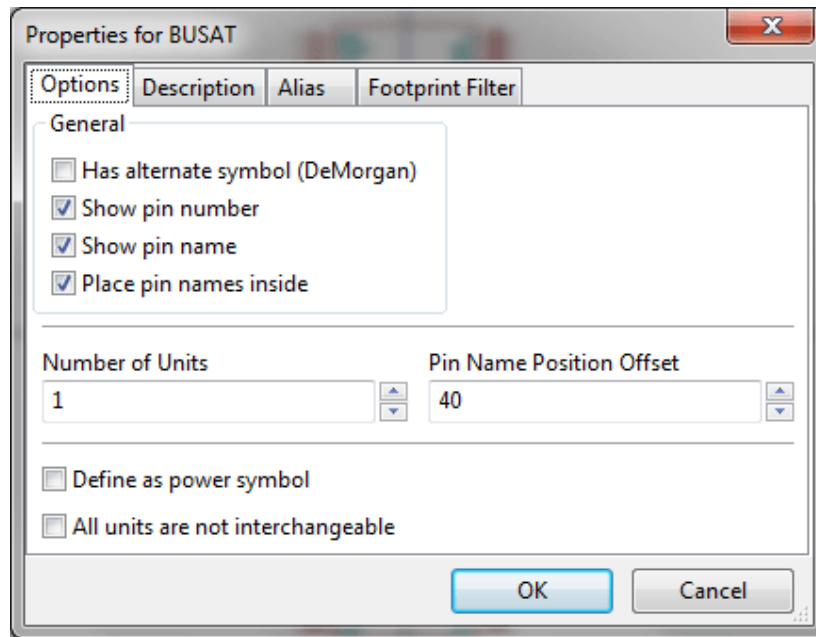 Properties for BUSAT
Options Description Alias Footprint Filter
General
Has alternate symbol (DeMorgan)
Show pin number
Show pin name
Place pin names inside
Number of Units Pin Name Position Offset
1 40
Define as power symbol
All units are not interchangeable
OK Cancel